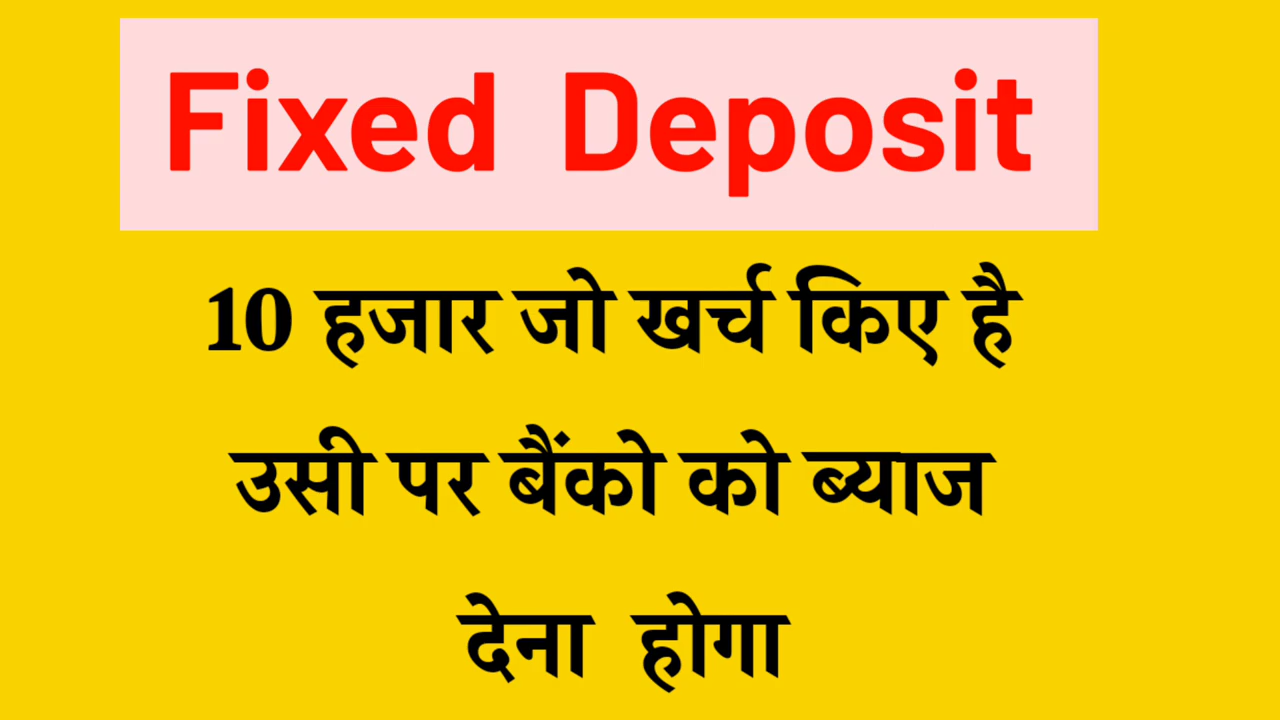 Fixed Deposit
10 हजार जो खर्च किए है
उसी पर बैंको को ब्याज
देना होगा